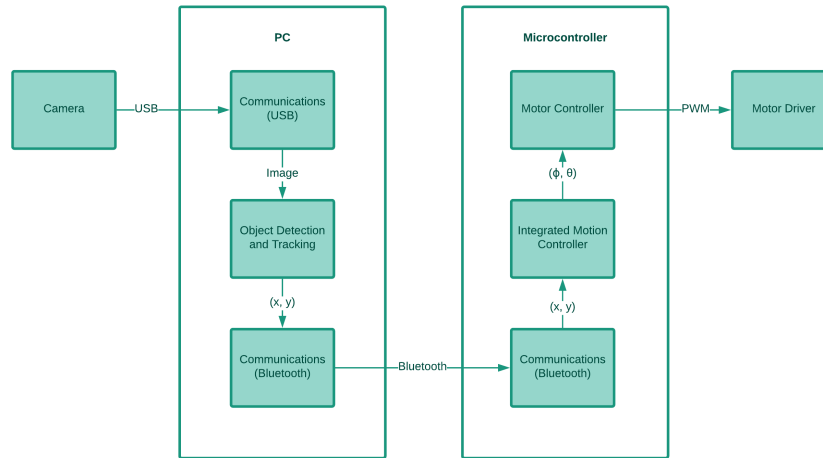 PC
Microcontroller
Camera
USB
Communications
(USB)
Motor Controller
PWM
Motor Driver
Image
(ϕ, θ)
Object Detection
and Tracking
Integrated Motion
Controller
(x, y)
(x, y)
Communications
(Bluetooth)
Bluetooth
Communications
(Bluetooth)